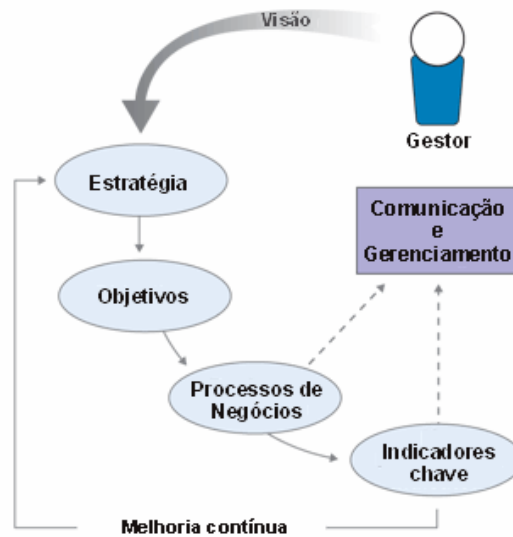 Visão
Gestor
Estratégia
Comunicação
e
Gerenciamento
Objetivos
Processos de
Negócios
Indicadores
chave
Melhoria contínua